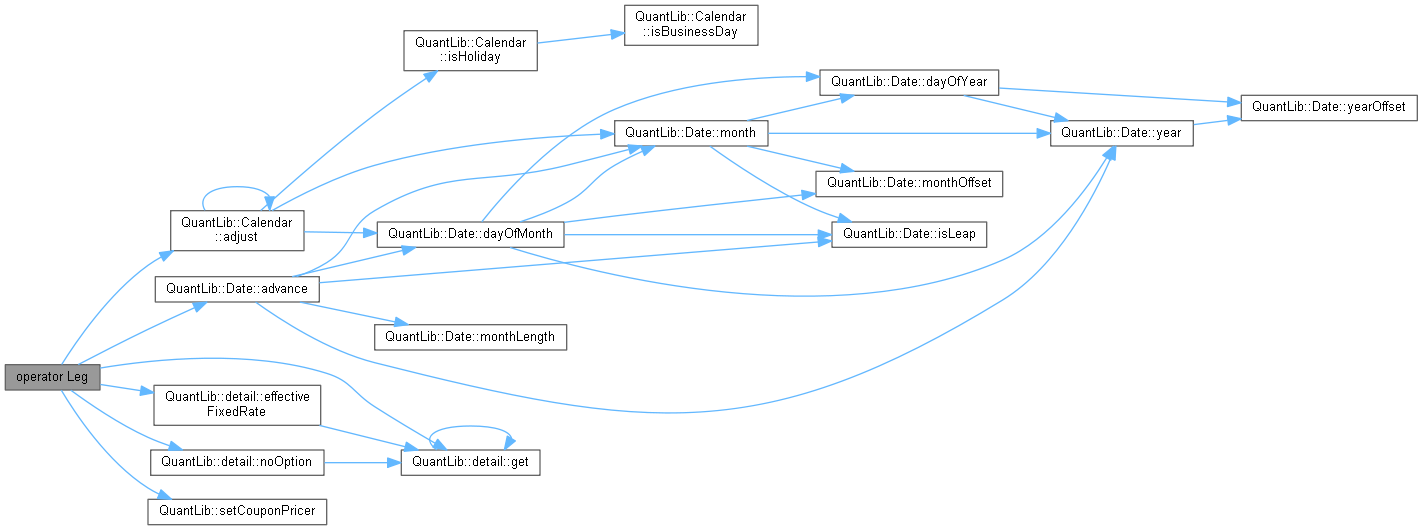 operator Leg
QuantLib::Calendar
::adjust
QuantLib::Date::advance
QuantLib::detail::effective
FixedRate
QuantLib::detail::noOption
QuantLib::setCouponPricer
QuantLib::Calendar
::isHoliday
QuantLib::Date::dayOfMonth
QuantLib::Date::monthLength
QuantLib::detail::get
QuantLib::Calendar
::isBusinessDay
QuantLib::Date::month
QuantLib::Date::dayOfYear
QuantLib::Date::monthOffset
QuantLib::Date::isLeap
QuantLib::Date::year
QuantLib::Date::yearOffset